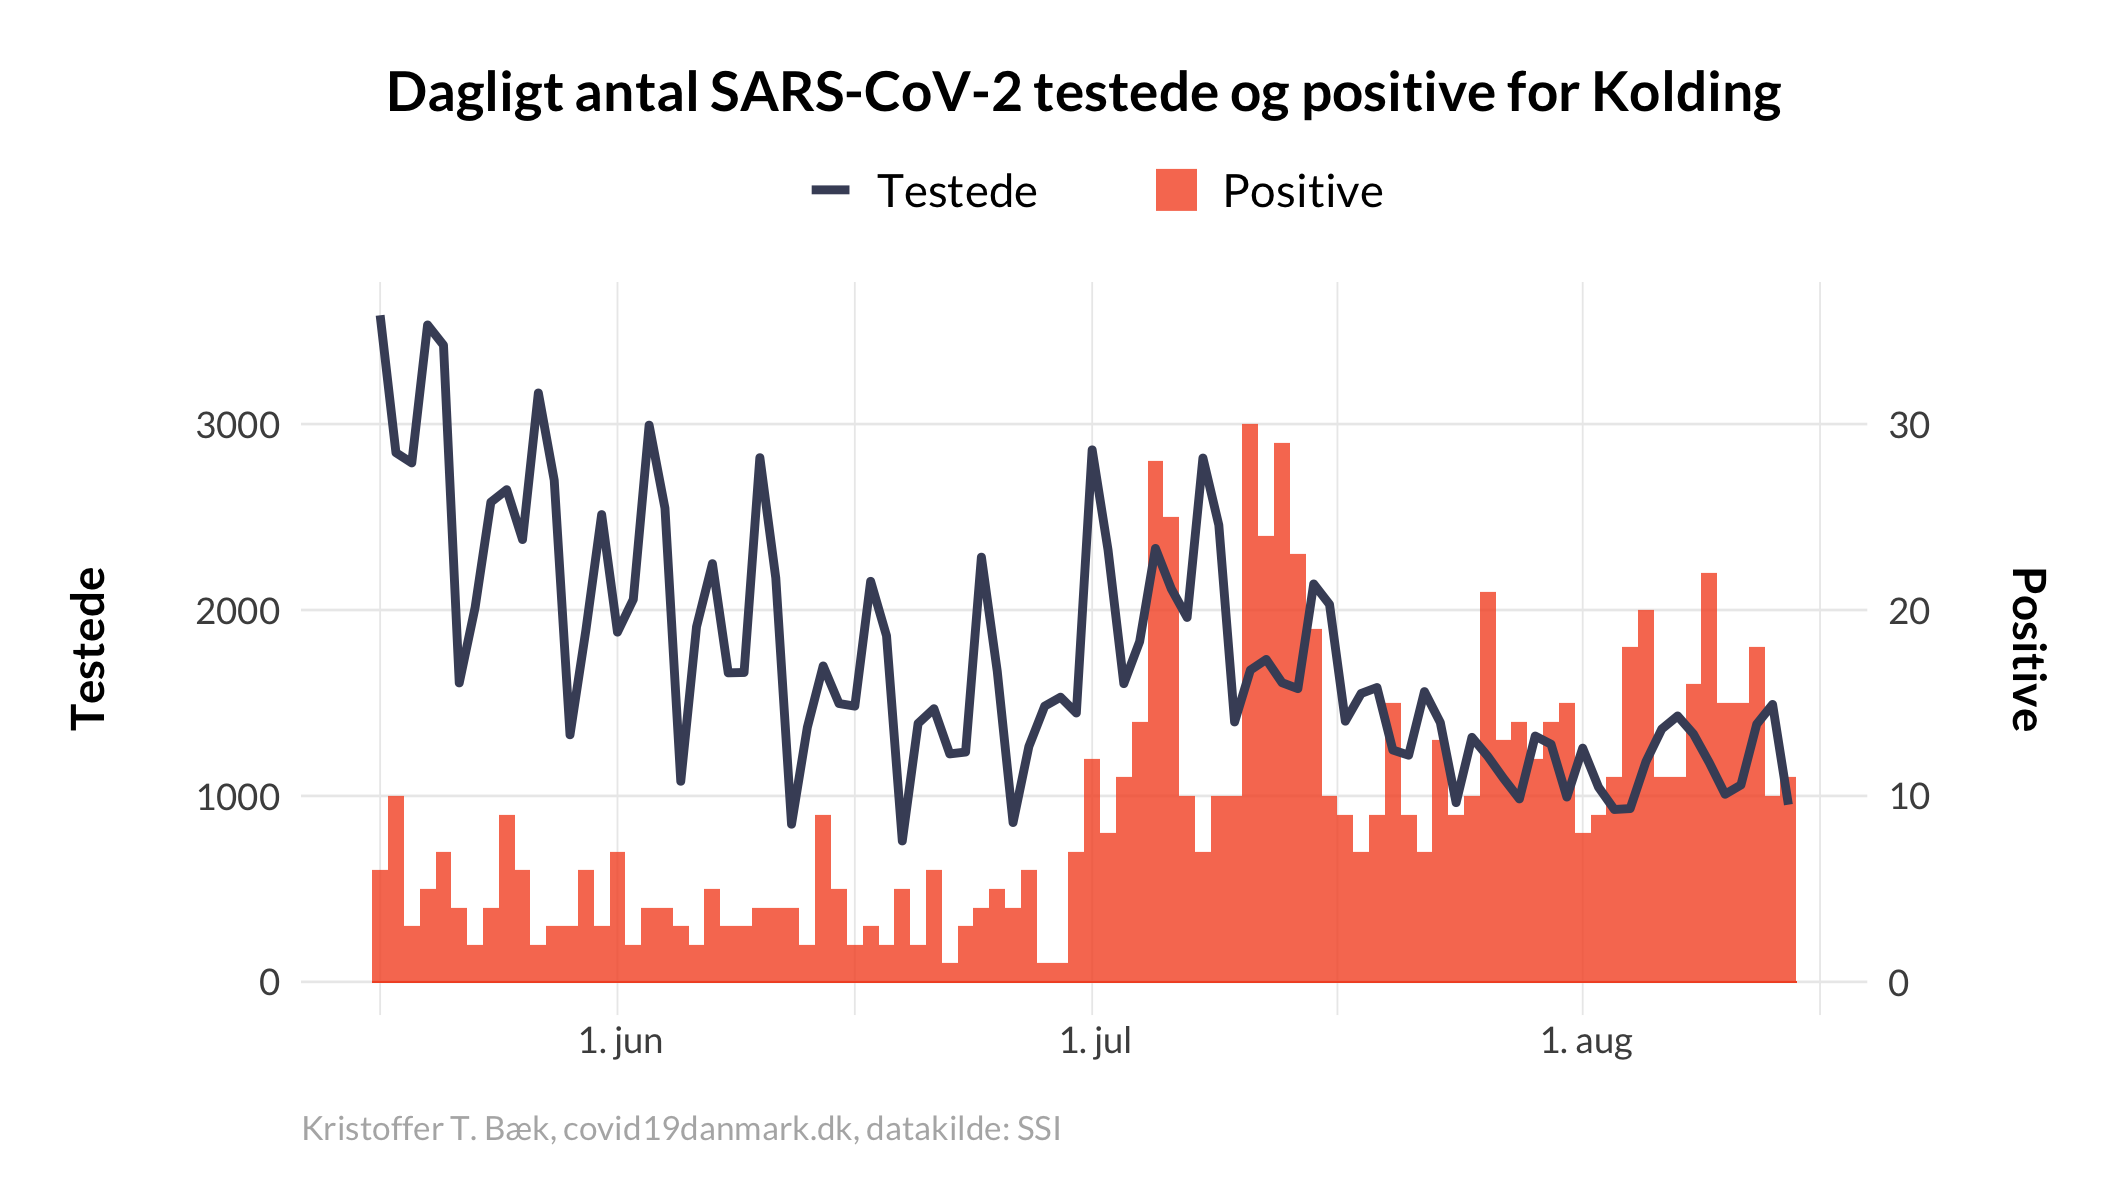 Dagligt antal SARS-CoV-2 testede og positive for Kolding
Testede Positive
3000 30
2000 20
1000 10
0 0
Testede
Positive
1. jun 1. jul 1. aug
Kristoffer T. Bæk, covid19danmark.dk, datakilde: SSI